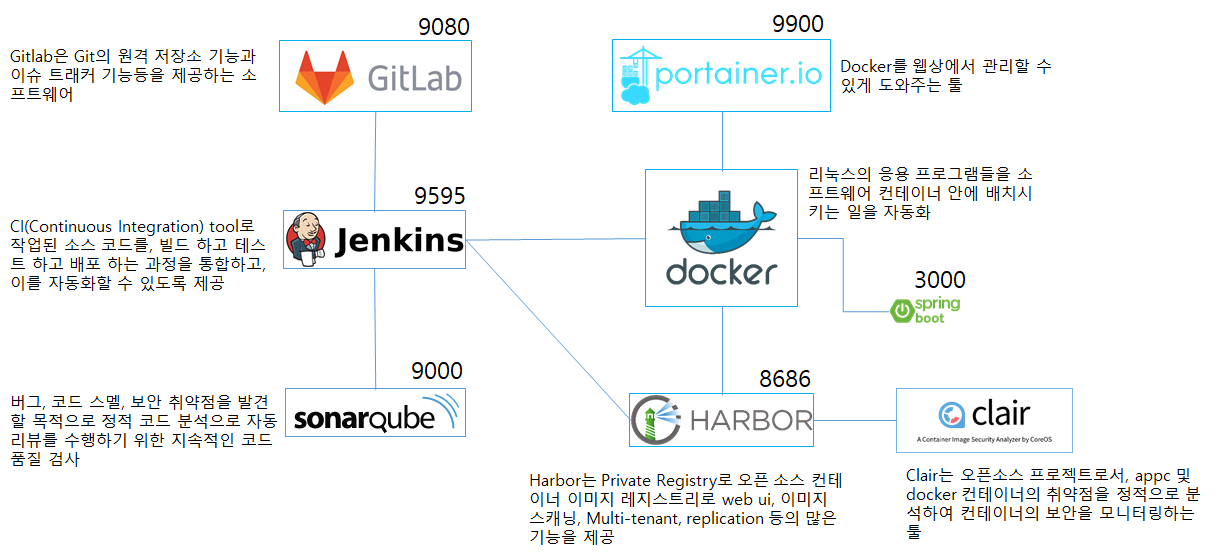 9080
GitLab
Gitlab은 Git의 원격 저장소 기능과
이슈 트래커 기능등을 제공하는 소
프트웨어
9900
portainer.io
Docker를 웹상에서 관리할 수
있게 도와주는 툴
9595
Jenkins
CI(Continuous Integration) tool로
작업된 소스 코드를, 빌드 하고 테스
트 하고 배포 하는 과정을 통합하고,
이를 자동화할 수 있도록 제공
docker
리눅스의 응용 프로그램들을 소
프트웨어 컨테이너 안에 배치시
키는 일을 자동화
3000
spring
boot
9000
sonarqube
버그, 코드 스멜, 보안 취약점을 발견
할 목적으로 정적 코드 분석으로 자동
리뷰를 수행하기 위한 지속적인 코드
품질 검사
8686
HARBOR
Harbor는 Private Registry로 오픈 소스 컨테
이너 이미지 레지스트리로 web ui, 이미지
스캐닝, Multi-tenant, replication 등의 많은
기능을 제공
clair
A Container Image Security Analyzer by CoreOS
Clair는 오픈소스 프로젝트로서, appc 및
docker 컨테이너의 취약점을 정적으로 분
석하여 컨테이너의 보안을 모니터링하는
툴